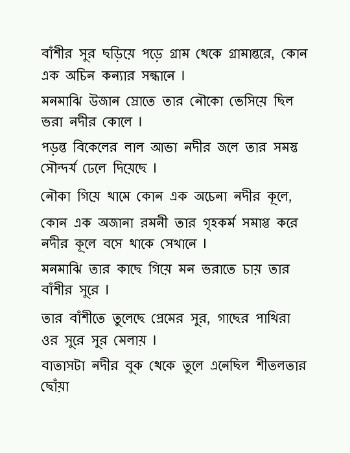 বাঁশীর সুর ছড়িয়ে পড়ে গ্রাম থেকে গ্রামান্তরে, কোন
এক অচিন কন্যার সন্ধানে ।
মনমাঝি উজান স্রোতে তার নৌকো ভেসিয়ে ছিল
ভরা নদীর কোলে ।
পড়ন্ত বিকেলের লাল আভা নদীর জলে তার সমস্ত
সৌন্দর্য ঢেলে দিয়েছে ।
নৌকা গিয়ে থামে কোন এক অচেনা নদীর কূলে,
কোন এক অজানা রমনী তার গৃহকর্ম সমাপ্ত করে
নদীর কূলে বসে থাকে সেখানে ।
মনমাঝি তার কাছে গিয়ে মন ভরাতে চায় তার
বাঁশীর সুরে ।
তার বাঁশীতে তুলেছে প্রেমের সুর, গাছের পাখিরা
ওর সুরে সুর মেলায় ।
বাতাসটা নদীর বুক থেকে তুলে এনেছিল শীতলতার
ছোঁয়া